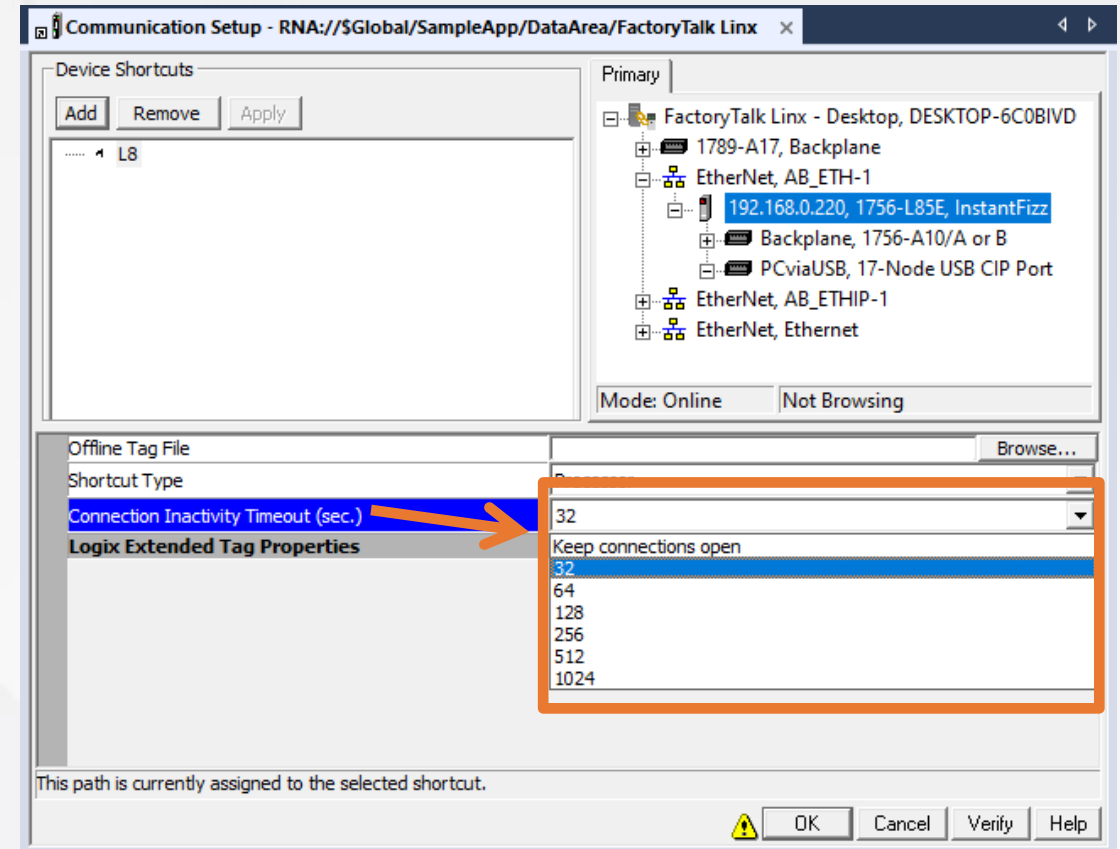 Communication Setup - RNA://$Global/SampleApp/DataArea/FactoryTalk Linx
Device Shortcuts
Add Remove Apply
L8
Primary
FactoryTalk Linx - Desktop, DESKTOP-6C0BIVD
1789-A17, Backplane
EtherNet, AB_ETH-1
192.168.0.220, 1756-L85E, InstantFizz
Backplane, 1756-A10/A or B
PCviaUSB, 17-Node USB CIP Port
EtherNet, AB_ETHIP-1
EtherNet, Ethernet
Mode: Online Not Browsing
Offline Tag File Browse...
Shortcut Type
Connection Inactivity Timeout (sec.) 32
Logix Extended Tag Properties
Keep connections open
32
64
128
256
512
1024
This path is currently assigned to the selected shortcut.
OK Cancel Verify Help